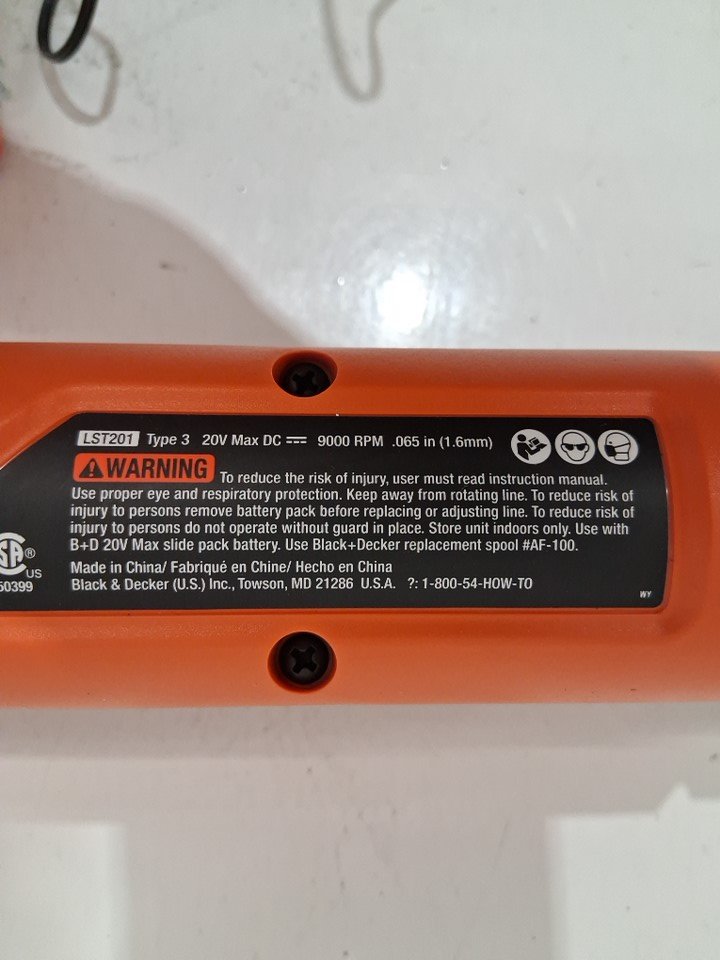 LST201 Type 3 20V Max DC 9000 RPM .065 in (1.6mm)
WARNING To reduce the risk of injury, user must read instruction manual.
Use proper eye and respiratory protection. Keep away from rotating line. To reduce risk of
injury to persons remove battery pack before replacing or adjusting line. To reduce risk of
injury to persons do not operate without guard in place. Store unit indoors only. Use with
B+D 20V Max slide pack battery. Use Black+Decker replacement spool #AF-100.
Made in China/ Fabriqué en Chine/ Hecho en China
Black & Decker (U.S.) Inc., Towson, MD 21286 U.S.A. ?: 1-800-54-HOW-TO
WY
®
US